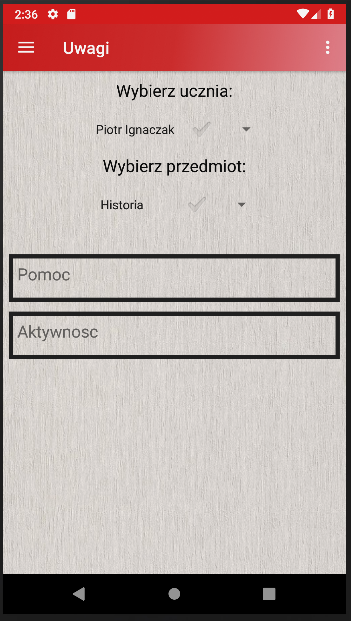 2:36
Uwagi
Wybierz ucznia:
Piotr Ignaczak
Wybierz przedmiot:
Historia
Pomoc
Aktywnosc